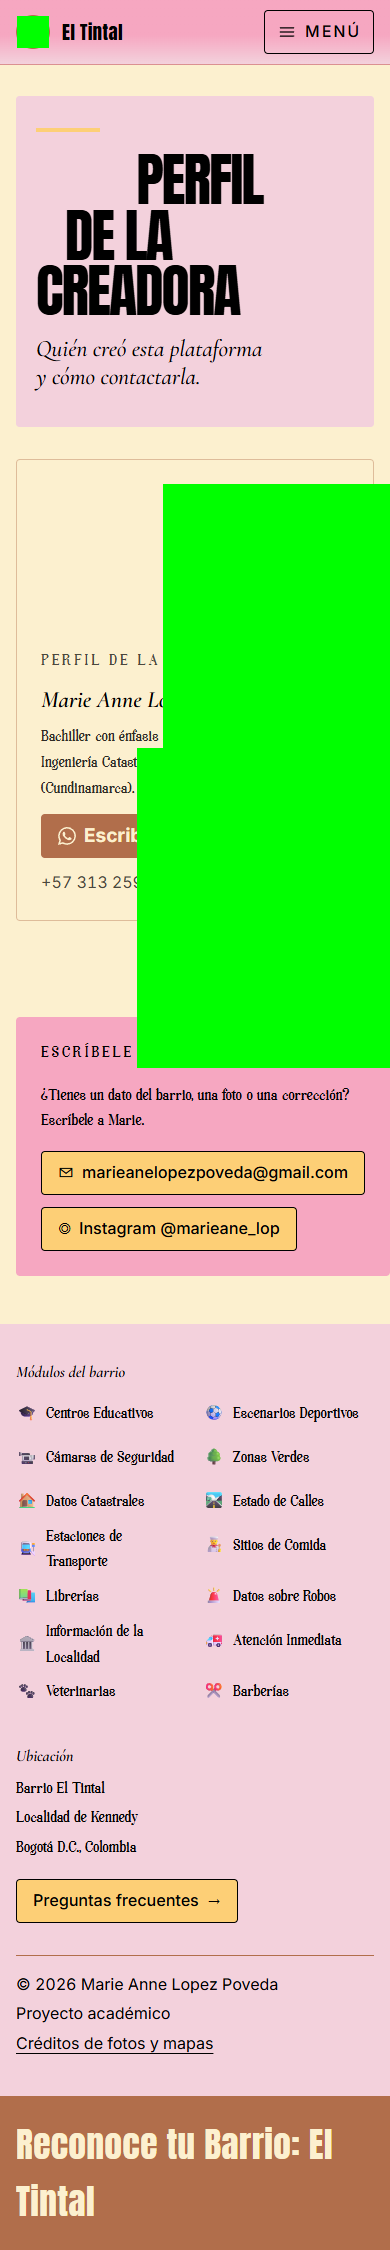 El Tintal
MENÚ
PERFIL
DE LA
CREADORA
Quién creó esta plataforma
y cómo contactarla.
PERFIL DE LA
Marie Anne
Bachiller con énfasis
Ingeniería
(Cundinamarca).
+57 313
ESCRÍBELE
¿Tienes un dato del barrio, una foto o una corrección?
Escríbele a Marie.
marieanelopezpoveda@gmail.com
Instagram @marieane_lop
Módulos del barrio
Centros Educativos
Escenarios Deportivos
Cámaras de Seguridad
Zonas Verdes
Datos Catastrales
Estado de Calles
Estaciones de
Transporte
Sitios de Comida
Librerías
Datos sobre Robos
Información de la
Localidad
Atención Inmediata
Veterinarias
Barberías
Ubicación
Barrio El Tintal
Localidad de Kennedy
Bogotá D.C., Colombia
Preguntas frecuentes →
© 2026 Marie Anne Lopez Poveda
Proyecto académico
Créditos de fotos y mapas
Reconoce tu Barrio: El
Tintal